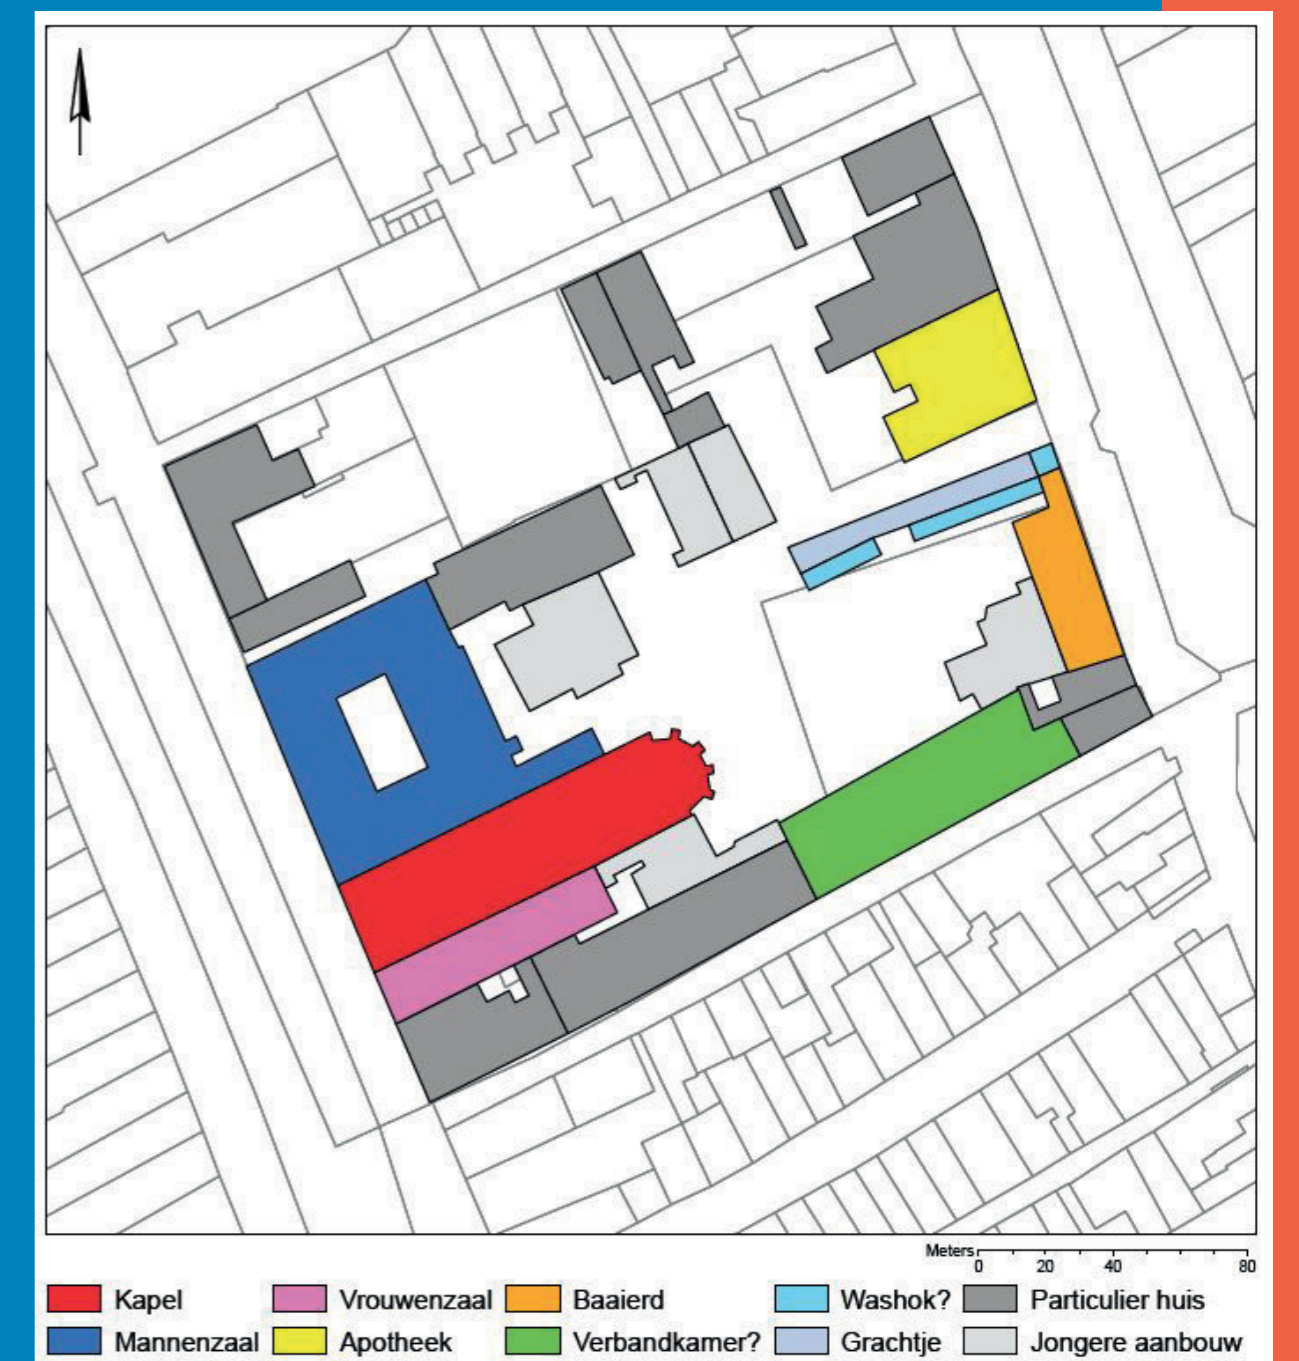 Meters
0 20 40 80
Kapel Vrouwenzaal Baaierd Washok? Particulier huis
Mannenzaal Apotheek Verbandkamer? Grachtje Jongere aanbouw